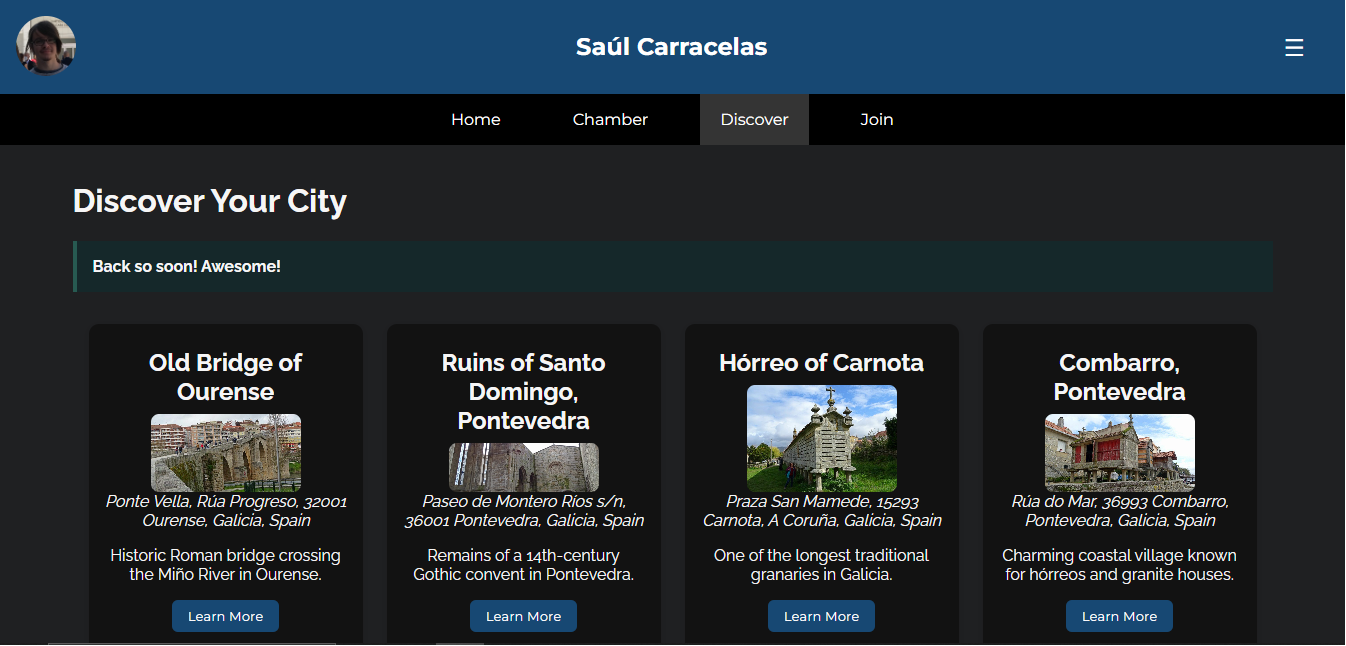 Saúl Carracelas
Home
Chamber
Discover
Join
Discover Your City
Back so soon! Awesome!
Old Bridge of
Ourense
Ponte Vella, Rúa Progreso, 32001
Ourense, Galicia, Spain
Historic Roman bridge crossing
the Miño River in Ourense.
Learn More
Ruins of Santo
Domingo,
Pontevedra
Paseo de Montero Ríos s/n,
36001 Pontevedra, Galicia, Spain
Remains of a 14th-century
Gothic convent in Pontevedra.
Learn More
Hórreo of Carnota
Praza San Mamede, 15293
Carnota, A Coruña, Galicia, Spain
One of the longest traditional
granaries in Galicia.
Learn More
Combarro,
Pontevedra
Rúa do Mar, 36993 Combarro,
Pontevedra, Galicia, Spain
Charming coastal village known
for hórreos and granite houses.
Learn More